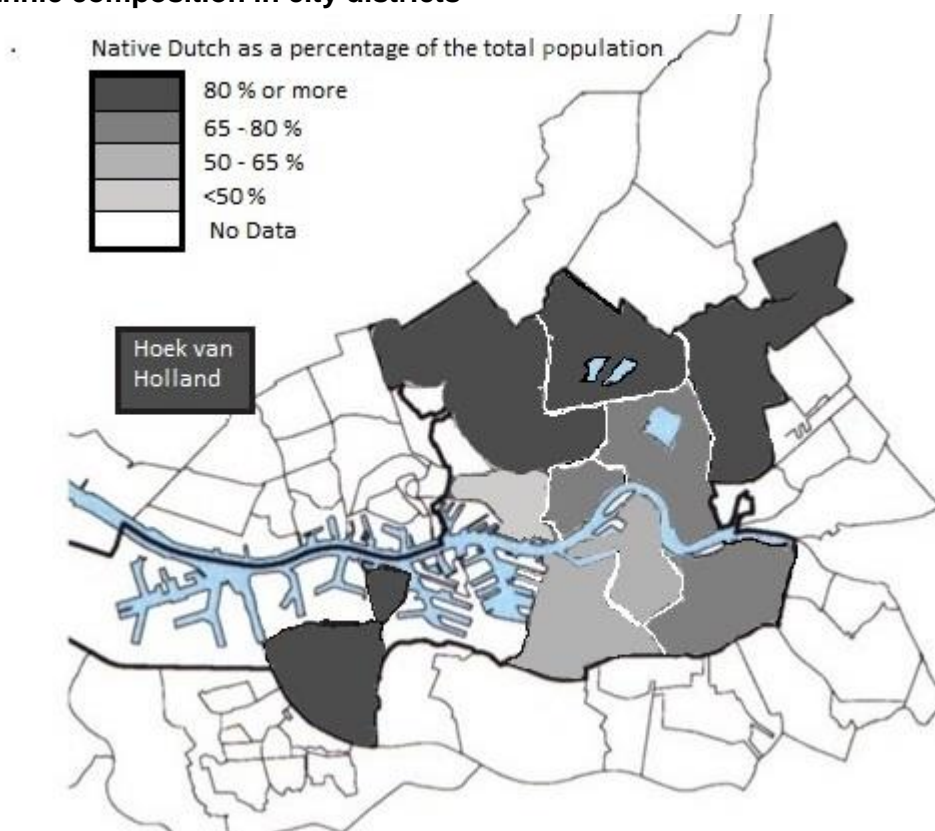 Native Dutch as a percentage of the total population
80 % or more
65 - 80 %
50 - 65 %
<50 %
No Data
Hoek van
Holland